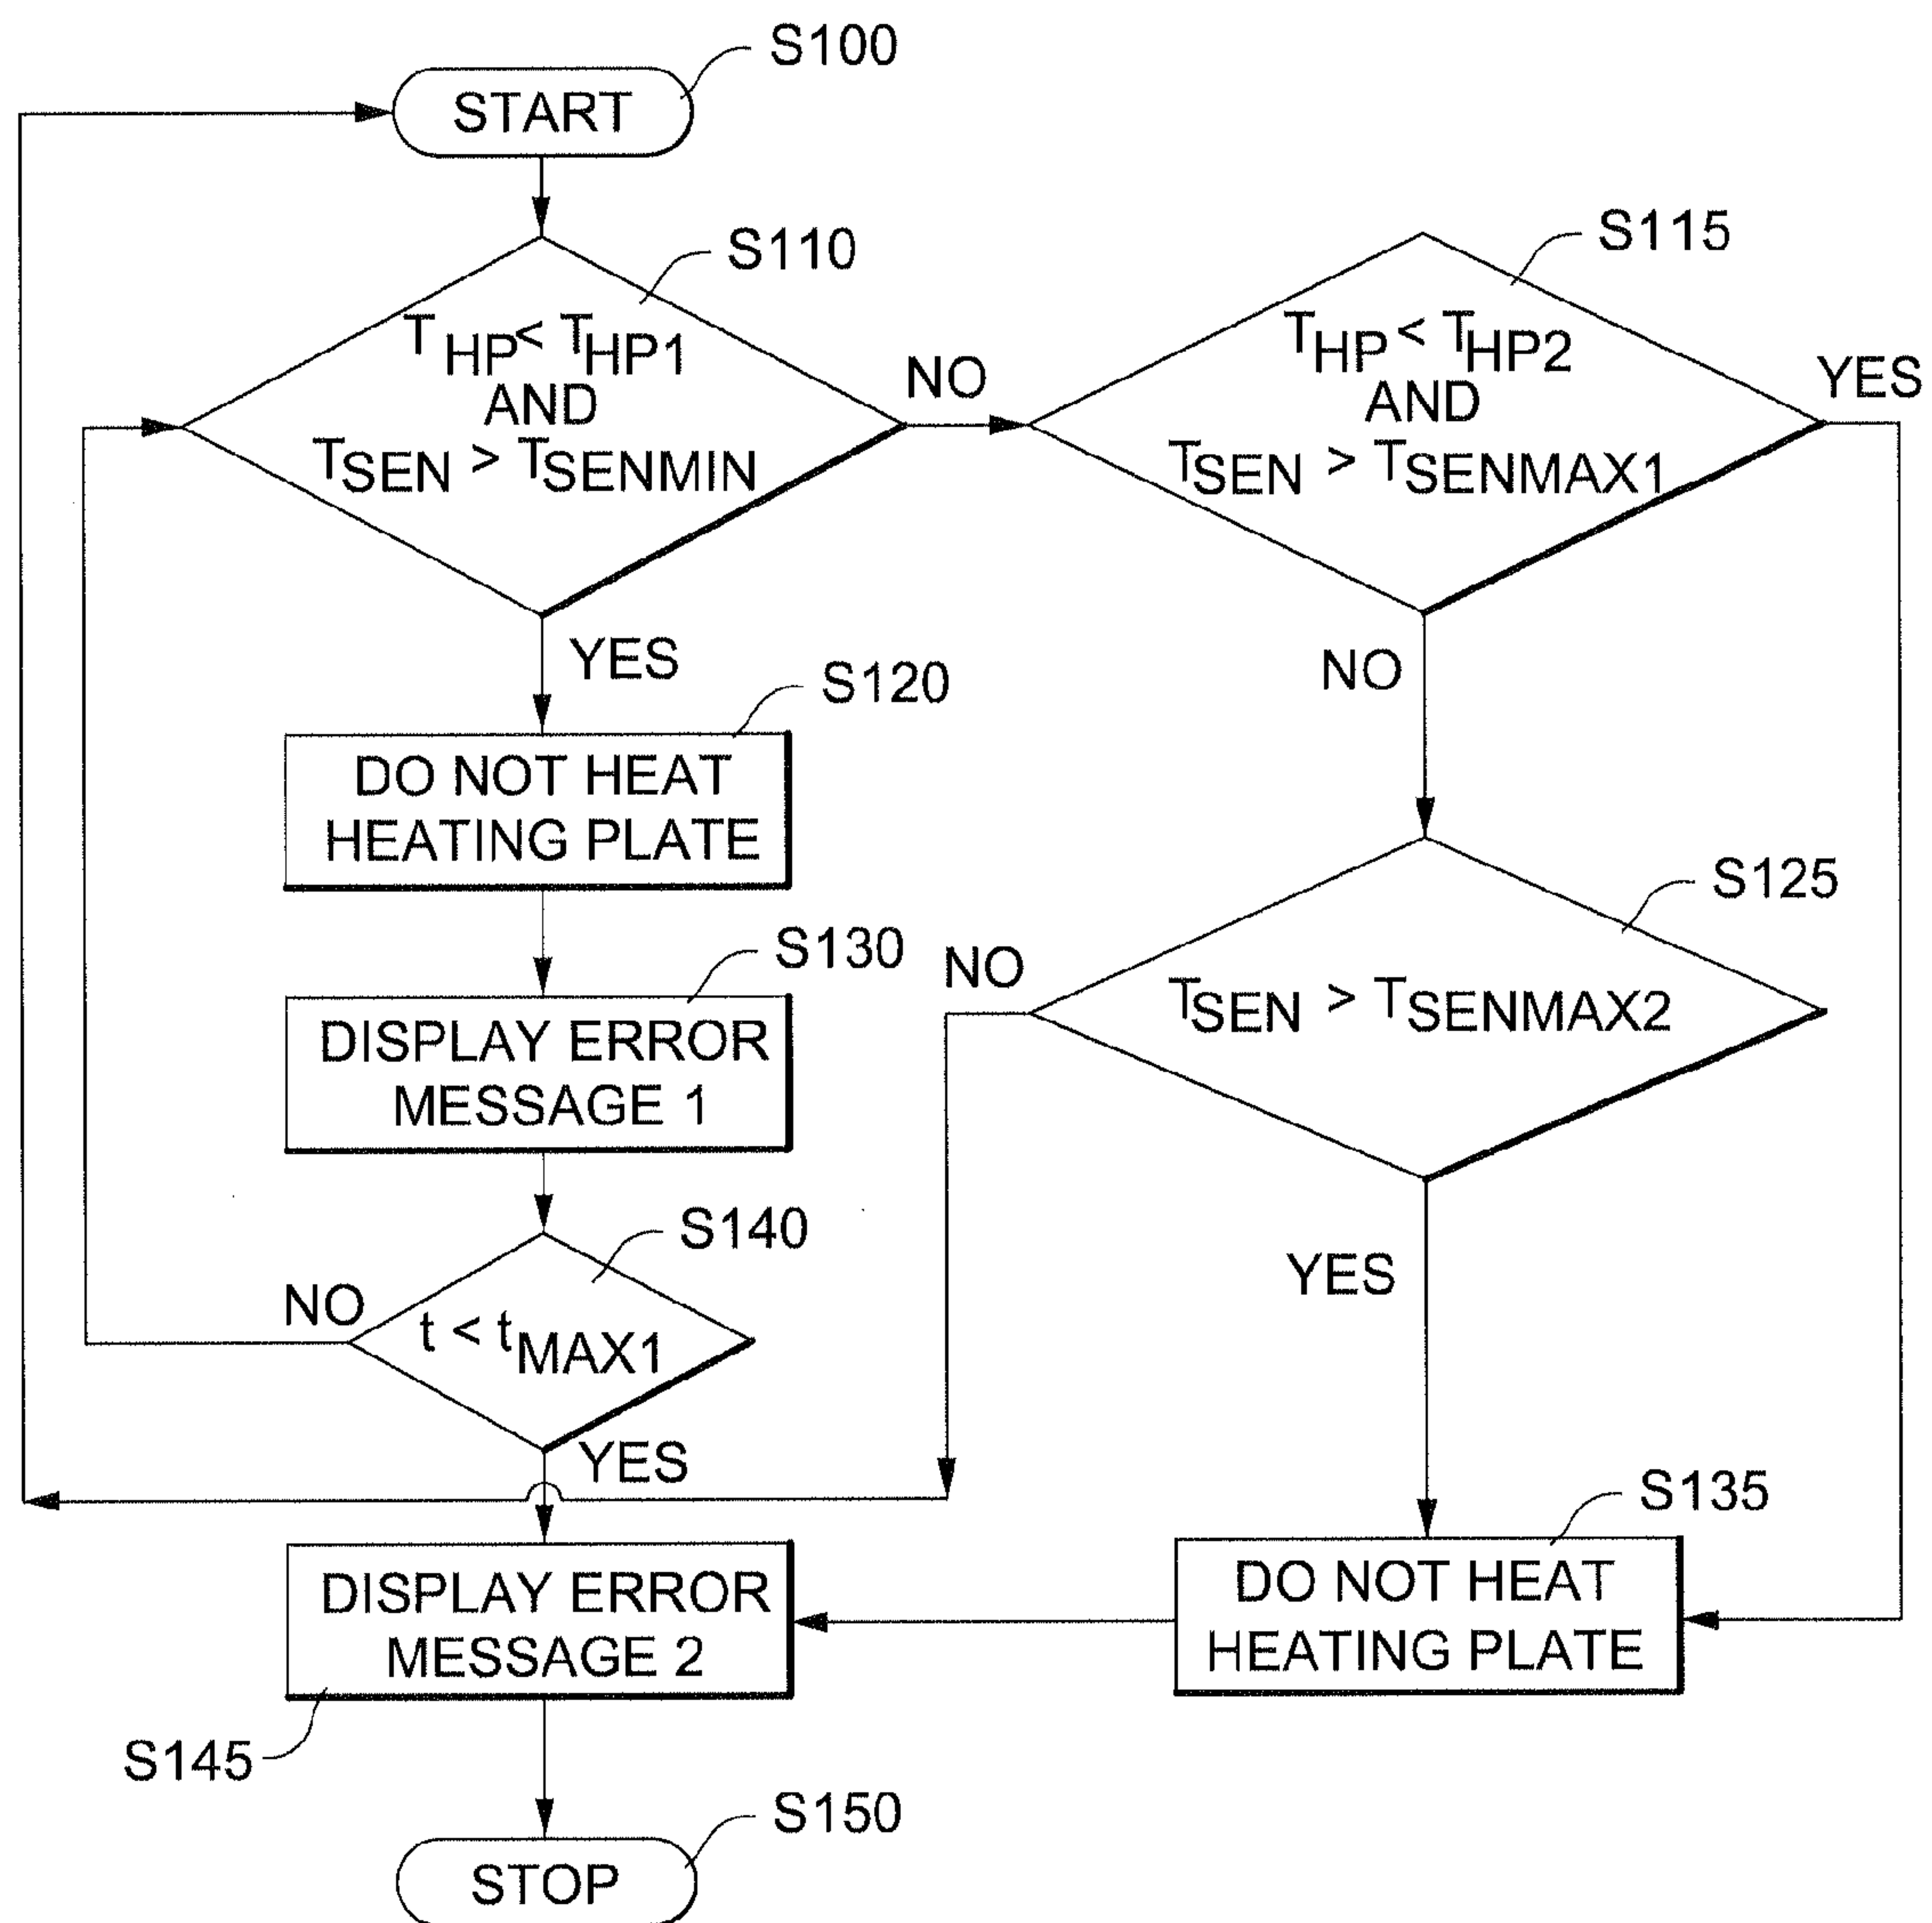 S100
START
S110
T HP < THP1
AND
TSEN > TSENMIN
NO
S115
THP < THP2
AND
TSEN > TSENMAX1
YES
YES
S120
DO NOT HEAT
HEATING PLATE
NO
S125
TSEN > TSENMAX2
NO
S130
DISPLAY ERROR
MESSAGE 1
S140
t < tMAX1
NO
YES
YES
S135
DO NOT HEAT
HEATING PLATE
DISPLAY ERROR
MESSAGE 2
S145
S150
STOP